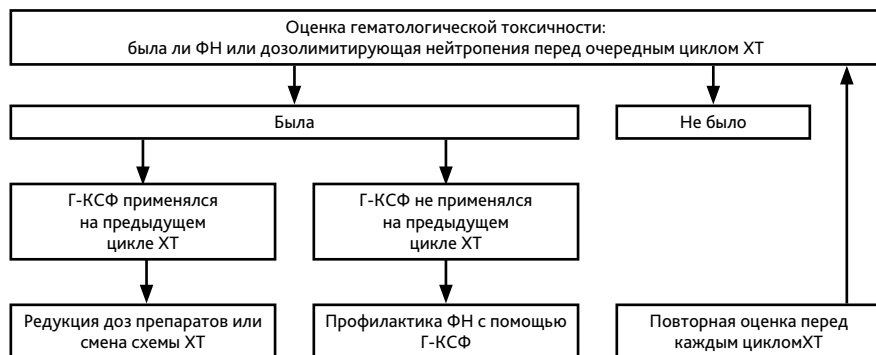 Оценка гематологической токсичности:
была ли ФН или дозолимитирующая нейтропения перед очередным циклом ХТ
Была
Не было
Г-КСФ применялся
на предыдущем
цикле ХТ
Г-КСФ не применялся
на предыдущем
цикле ХТ
Редукция доз препаратов или
смена схемы ХТ
Профилактика ФН с помощью
Г-КСФ
Повторная оценка перед
каждым цикломХТ